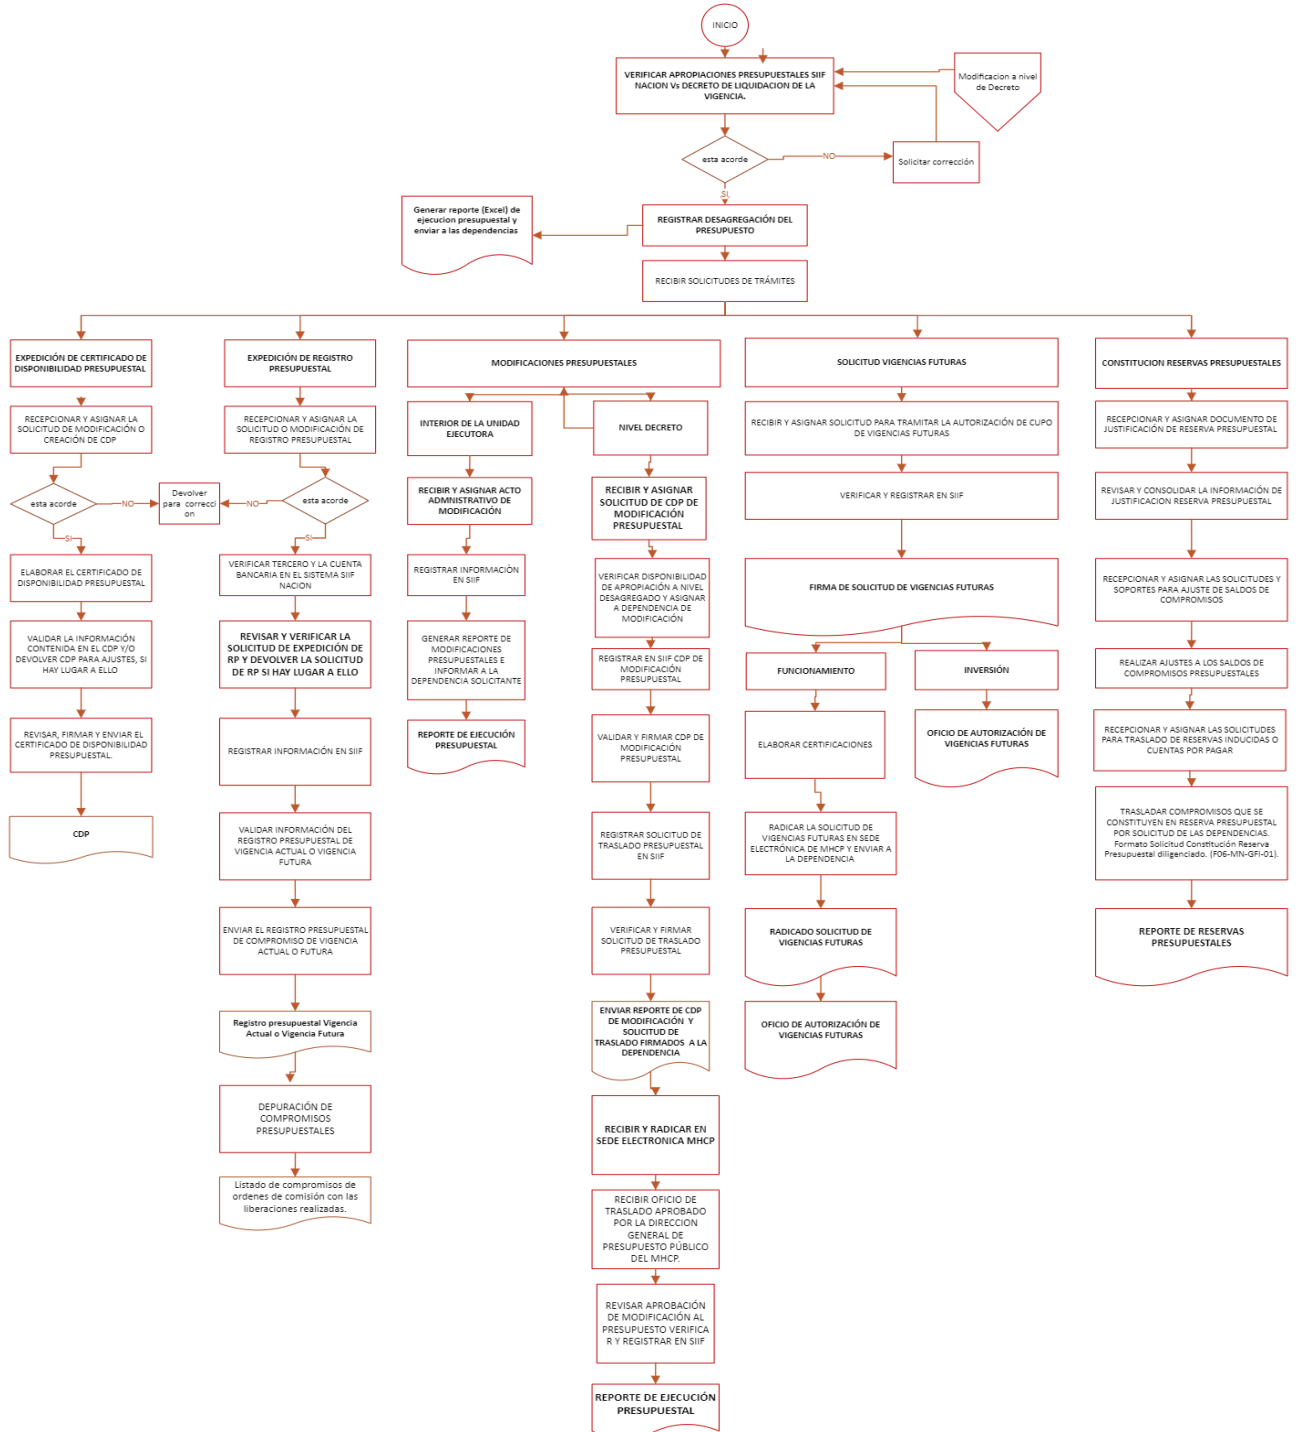 INICIO
VERIFICAR APROPIACIONES PRESUPUESTALES SIIF
NACION Vs DECRETO DE LIQUIDACION DE LA
VIGENCIA.
Modificacion a nivel
de Decreto
esta acorde
NO
Solicitar corrección
SI
Generar reporte (Excel) de
ejecucion presupuestal y
enviar a las dependencias
REGISTRAR DESAGREGACIÓN DEL
PRESUPUESTO
RECIBIR SOLICITUDES DE TRÁMITES
EXPEDICIÓN DE CERTIFICADO DE
DISPONIBILIDAD PRESUPUESTAL
RECEPCIONAR Y ASIGNAR LA
SOLICITUD DE MODIFICACIÓN O
CREACIÓN DE CDP
esta acorde
NO
Devolver
para correcci
on
SI
ELABORAR EL CERTIFICADO DE
DISPONIBILIDAD PRESUPUESTAL
VALIDAR LA INFORMACIÓN
CONTENIDA EN EL CDP Y/O
DEVOLVER CDP PARA AJUSTES, SI
HAY LUGAR A ELLO
REVISAR, FIRMAR Y ENVIAR EL
CERTIFICADO DE DISPONIBILIDAD
PRESUPUESTAL.
CDP
EXPEDICIÓN DE REGISTRO
PRESUPUESTAL
RECEPCIONAR Y ASIGNAR LA
SOLICITUD O MODIFICACIÓN DE
REGISTRO PRESUPUESTAL
esta acorde
NO
SI
VERIFICAR TERCERO Y LA CUENTA
BANCARIA EN EL SISTEMA SIIF
NACION
REVISAR Y VERIFICAR LA
SOLICITUD DE EXPEDICIÓN DE
RP Y DEVOLVER LA SOLICITUD
DE RP SI HAY LUGAR A ELLO
REGISTRAR INFORMACIÓN EN SIIF
VALIDAR INFORMACIÓN DEL
REGISTRO PRESUPUESTAL DE
VIGENCIA ACTUAL O VIGENCIA
FUTURA
ENVIAR EL REGISTRO PRESUPUESTAL
DE COMPROMISO DE VIGENCIA
ACTUAL O FUTURA
Registro presupuestal Vigencia
Actual o Vigencia Futura
DEPURACIÓN DE
COMPROMISOS
PRESUPUESTALES
Listado de compromisos de
ordenes de comisión con las
liberaciones realizadas.
MODIFICACIONES PRESUPUESTALES
INTERIOR DE LA UNIDAD
EJECUTORA
RECIBIR Y ASIGNAR ACTO
ADMNISTRATIVO DE
MODIFICACIÓN
REGISTRAR INFORMACIÒN
EN SIIF
GENERAR REPORTE DE
MODIFICACIONES
PRESUPUESTALES E
INFORMAR A LA
DEPENDENCIA SOLICITANTE
REPORTE DE EJECUCIÓN
PRESUPUESTAL
NIVEL DECRETO
RECIBIR Y ASIGNAR
SOLICITUD DE CDP DE
MODIFICACIÓN
PRESUPUESTAL
VERIFICAR DISPONIBILIDAD
DE APROPIACIÓN A NIVEL
DESAGREGADO Y ASIGNAR
A DEPENDENCIA DE
MODIFICACIÓN
REGISTRAR EN SIIF CDP DE
MODIFICACIÓN
PRESUPUESTAL
VALIDAR Y FIRMAR CDP DE
MODIFICACIÓN
PRESUPUESTAL
REGISTRAR SOLICITUD DE
TRASLADO PRESUPUESTAL
EN SIIF
VERIFICAR Y FIRMAR
SOLICITUD DE TRASLADO
PRESUPUESTAL
ENVIAR REPORTE DE CDP
DE MODIFICACIÓN Y
SOLICITUD DE
TRASLADO FIRMADOS A LA
DEPENDENCIA
RECIBIR Y RADICAR EN
SEDE ELECTRONICA MHCP
RECIBIR OFICIO DE
TRASLADO APROBADO
POR LA DIRECCION
GENERAL DE
PRESUPUESTO PÚBLICO
DEL MHCP.
REVISAR APROBACIÓN
DE MODIFICACIÓN AL
PRESUPUESTO VERIFICA
R Y REGISTRAR EN SIIF
REPORTE DE EJECUCIÓN
PRESUPUESTAL
SOLICITUD VIGENCIAS FUTURAS
RECIBIR Y ASIGNAR SOLICITUD PARA TRAMITAR LA AUTORIZACIÓN DE CUPO
DE VIGENCIAS FUTURAS
VERIFICAR Y REGISTRAR EN SIIF
FIRMA DE SOLICITUD DE VIGENCIAS FUTURAS
FUNCIONAMIENTO
ELABORAR CERTIFICACIONES
RADICAR LA SOLICITUD DE
VIGENCIAS FUTURAS EN SEDE
ELECTRÓNICA DE MHCP Y ENVIAR
A LA DEPENDENCIA
RADICADO SOLICITUD DE
VIGENCIAS FUTURAS
OFICIO DE AUTORIZACIÓN DE
VIGENCIAS FUTURAS
INVERSIÓN
OFICIO DE AUTORIZACIÓN DE
VIGENCIAS FUTURAS
CONSTITUCION RESERVAS PRESUPUESTALES
RECEPCIONAR Y ASIGNAR DOCUMENTO DE
JUSTIFICACIÓN DE RESERVA PRESUPUESTAL
REVISAR Y CONSOLIDAR LA INFORMACIÓN DE
JUSTIFICACION RESERVA PRESUPUESTAL
RECEPCIONAR Y ASIGNAR LAS SOLICITUDES Y
SOPORTES PARA AJUSTE DE SALDOS DE
COMPROMISOS
REALIZAR AJUSTES A LOS SALDOS DE
COMPROMISOS PRESUPUESTALES
RECEPCIONAR Y ASIGNAR LAS SOLICITUDES
PARA TRASLADO DE RESERVAS INDUCIDAS O
CUENTAS POR PAGAR
TRASLADAR COMPROMISOS QUE SE
CONSTITUYEN EN RESERVA PRESUPUESTAL
POR SOLICITUD DE LAS DEPENDENCIAS.
Formato Solicitud Constitución Reserva
Presupuestal diligenciado. (F06-MN-GFI-01).
REPORTE DE RESERVAS
PRESUPUESTALES